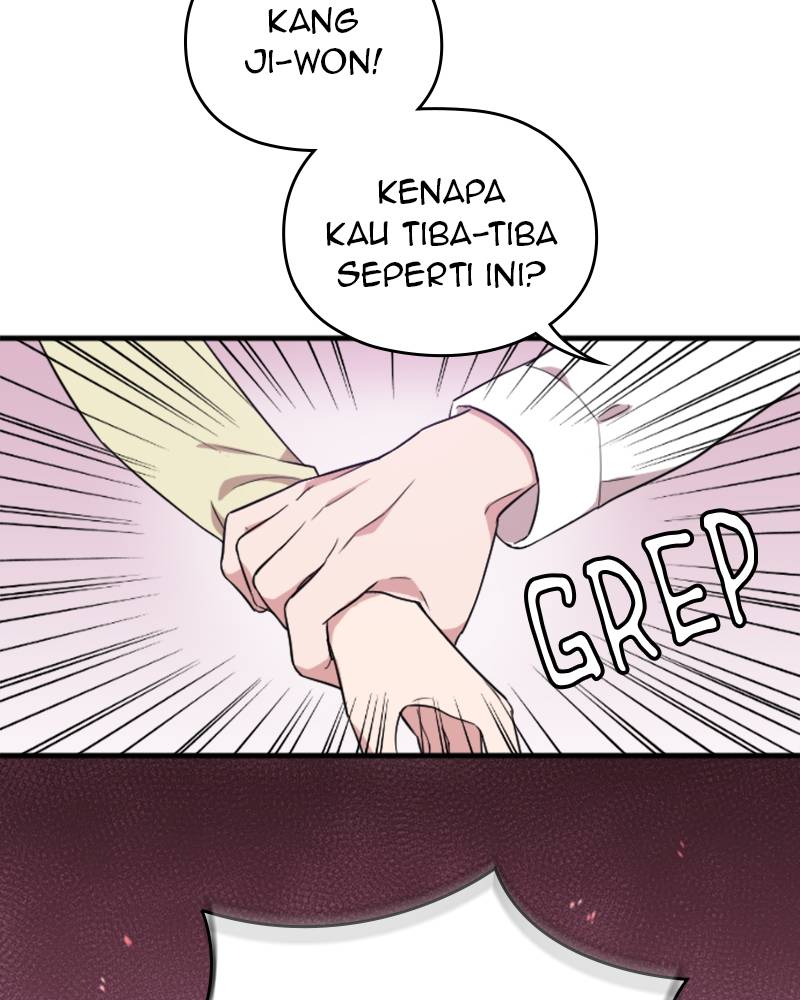 KANG
JI-WON!
KENAPA
KAU TIBA-TIBA
SEPERTI INI?
GREP